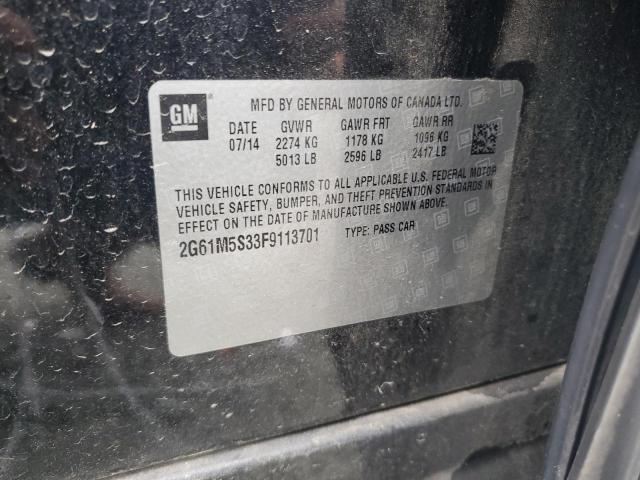 GM
MFD BY GENERAL MOTORS OF CANADA LTD.
DATE GVWR GAWR FRT GAWR RR
07/14 2274 KG 1178 KG 1096 KG
5013 LB 2596 LB 2417 LB
THIS VEHICLE CONFORMS TO ALL APPLICABLE U.S. FEDERAL MOTOR
VEHICLE SAFETY, BUMPER, AND THEFT PREVENTION STANDARDS IN
EFFECT ON THE DATE OF MANUFACTURE SHOWN ABOVE.
2G61M5S33F9113701 TYPE: PASS CAR